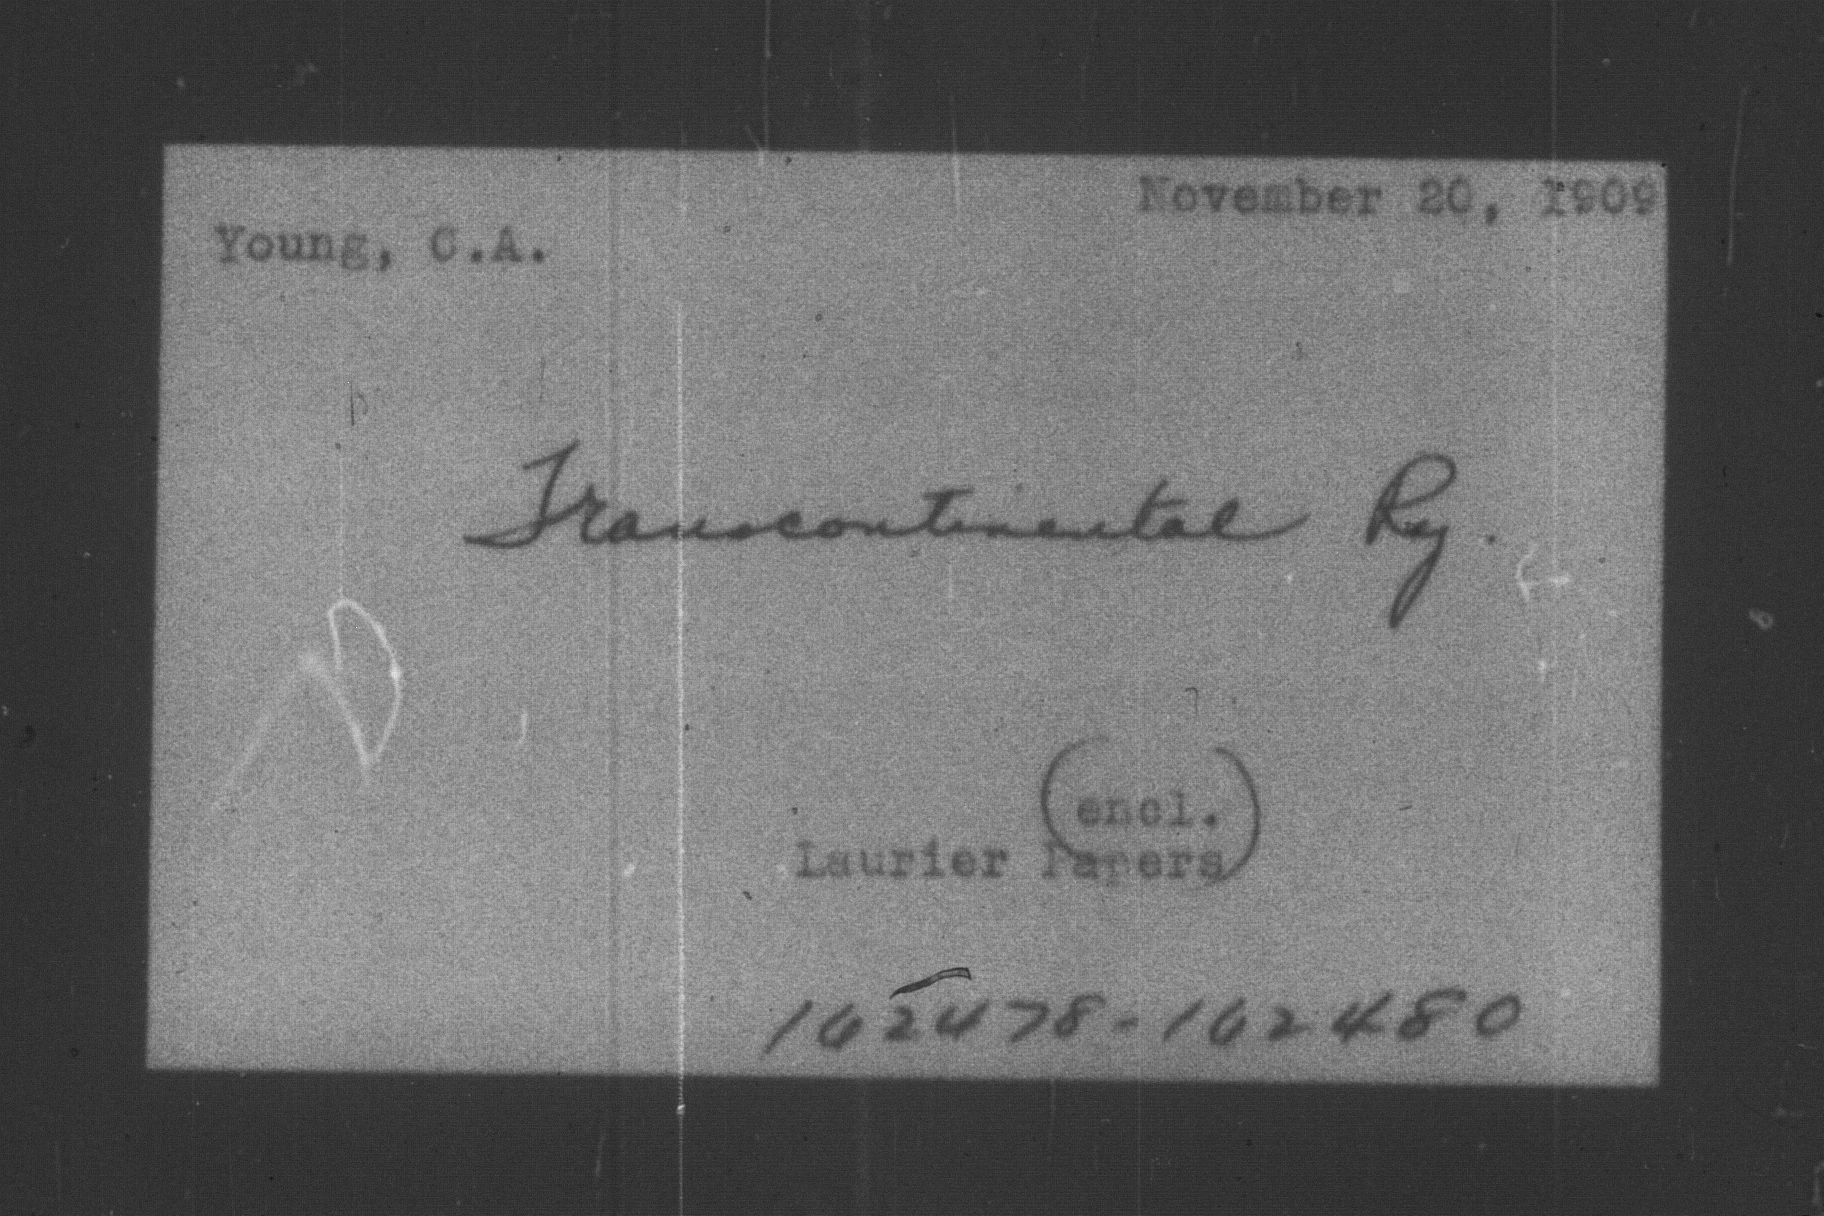 November 20, 1909
Young, C.A.
Transcontinental Ry.
(encl.)
Laurier Papers
162478-162480